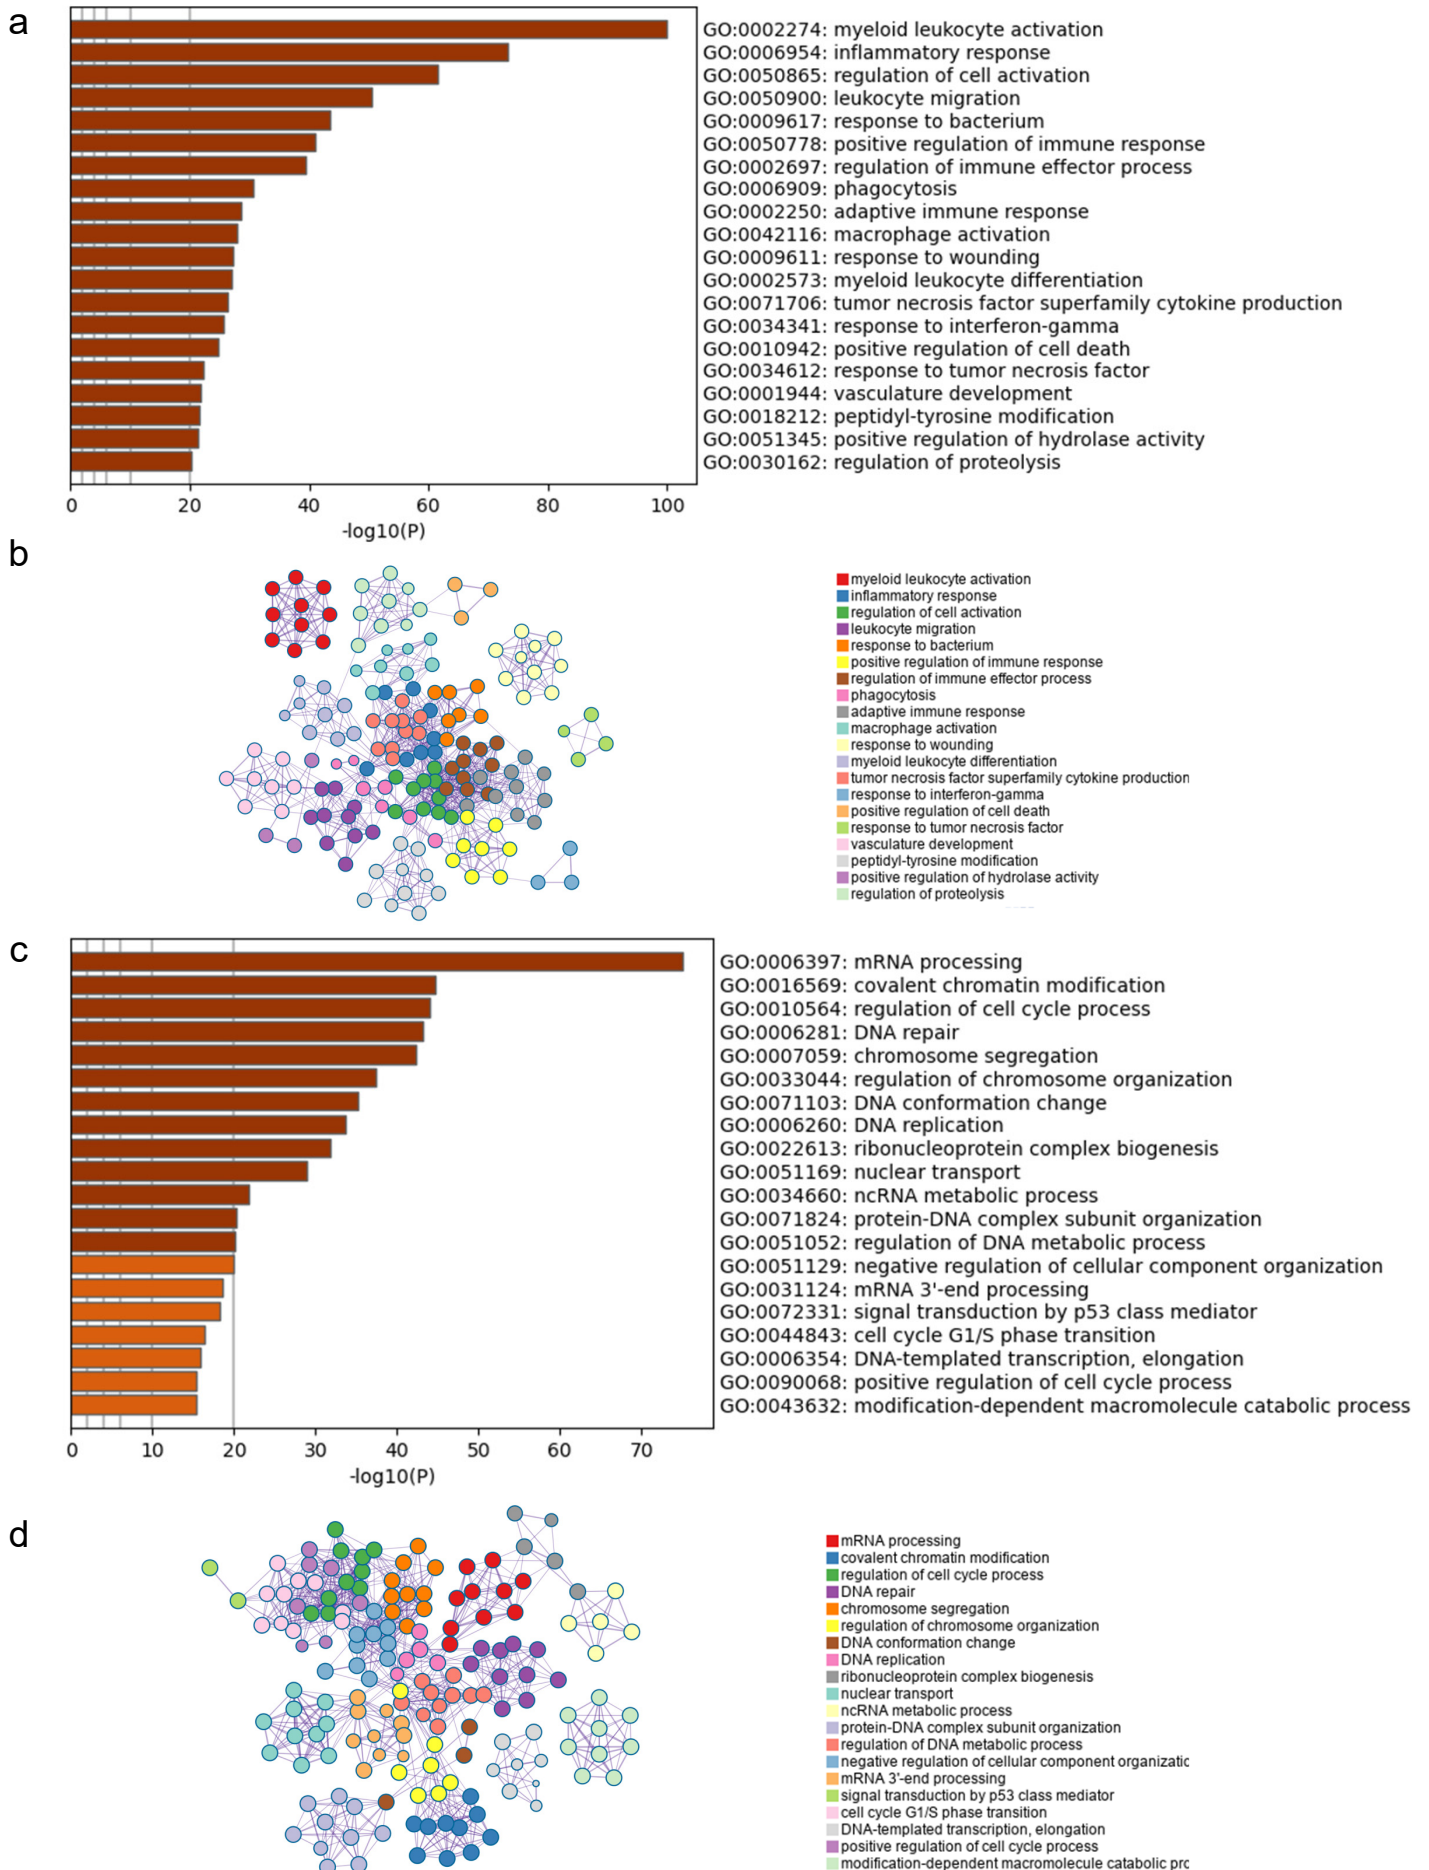 a
GO:0002274: myeloid leukocyte activation
GO:0006954: inflammatory response
GO:0050865: regulation of cell activation
GO:0050900: leukocyte migration
GO:0009617: response to bacterium
GO:0050778: positive regulation of immune response
GO:0002697: regulation of immune effector process
GO:0006909: phagocytosis
GO:0002250: adaptive immune response
GO:0042116: macrophage activation
GO:0009611: response to wounding
GO:0002573: myeloid leukocyte differentiation
GO:0071706: tumor necrosis factor superfamily cytokine production
GO:0034341: response to interferon-gamma
GO:0010942: positive regulation of cell death
GO:0034612: response to tumor necrosis factor
GO:0001944: vasculature development
GO:0018212: peptidyl-tyrosine modification
GO:0051345: positive regulation of hydrolase activity
GO:0030162: regulation of proteolysis
0 20 40 60 80 100
-log10(P)
b
myeloid leukocyte activation
inflammatory response
regulation of cell activation
leukocyte migration
response to bacterium
positive regulation of immune response
regulation of immune effector process
phagocytosis
adaptive immune response
macrophage activation
response to wounding
myeloid leukocyte differentiation
tumor necrosis factor superfamily cytokine production
response to interferon-gamma
positive regulation of cell death
response to tumor necrosis factor
vasculature development
peptidyl-tyrosine modification
positive regulation of hydrolase activity
regulation of proteolysis
c
GO:0006397: mRNA processing
GO:0016569: covalent chromatin modification
GO:0010564: regulation of cell cycle process
GO:0006281: DNA repair
GO:0007059: chromosome segregation
GO:0033044: regulation of chromosome organization
GO:0071103: DNA conformation change
GO:0006260: DNA replication
GO:0022613: ribonucleoprotein complex biogenesis
GO:0051169: nuclear transport
GO:0034660: ncRNA metabolic process
GO:0071824: protein-DNA complex subunit organization
GO:0051052: regulation of DNA metabolic process
GO:0051129: negative regulation of cellular component organization
GO:0031124: mRNA 3'-end processing
GO:0072331: signal transduction by p53 class mediator
GO:0044843: cell cycle G1/S phase transition
GO:0006354: DNA-templated transcription, elongation
GO:0090068: positive regulation of cell cycle process
GO:0043632: modification-dependent macromolecule catabolic process
0 10 20 30 40 50 60 70
-log10(P)
d
mRNA processing
covalent chromatin modification
regulation of cell cycle process
DNA repair
chromosome segregation
regulation of chromosome organization
DNA conformation change
DNA replication
ribonucleoprotein complex biogenesis
nuclear transport
ncRNA metabolic process
protein-DNA complex subunit organization
regulation of DNA metabolic process
negative regulation of cellular component organizatic
mRNA 3'-end processing
signal transduction by p53 class mediator
cell cycle G1/S phase transition
DNA-templated transcription, elongation
positive regulation of cell cycle process
modification-dependent macromolecule catabolic prc